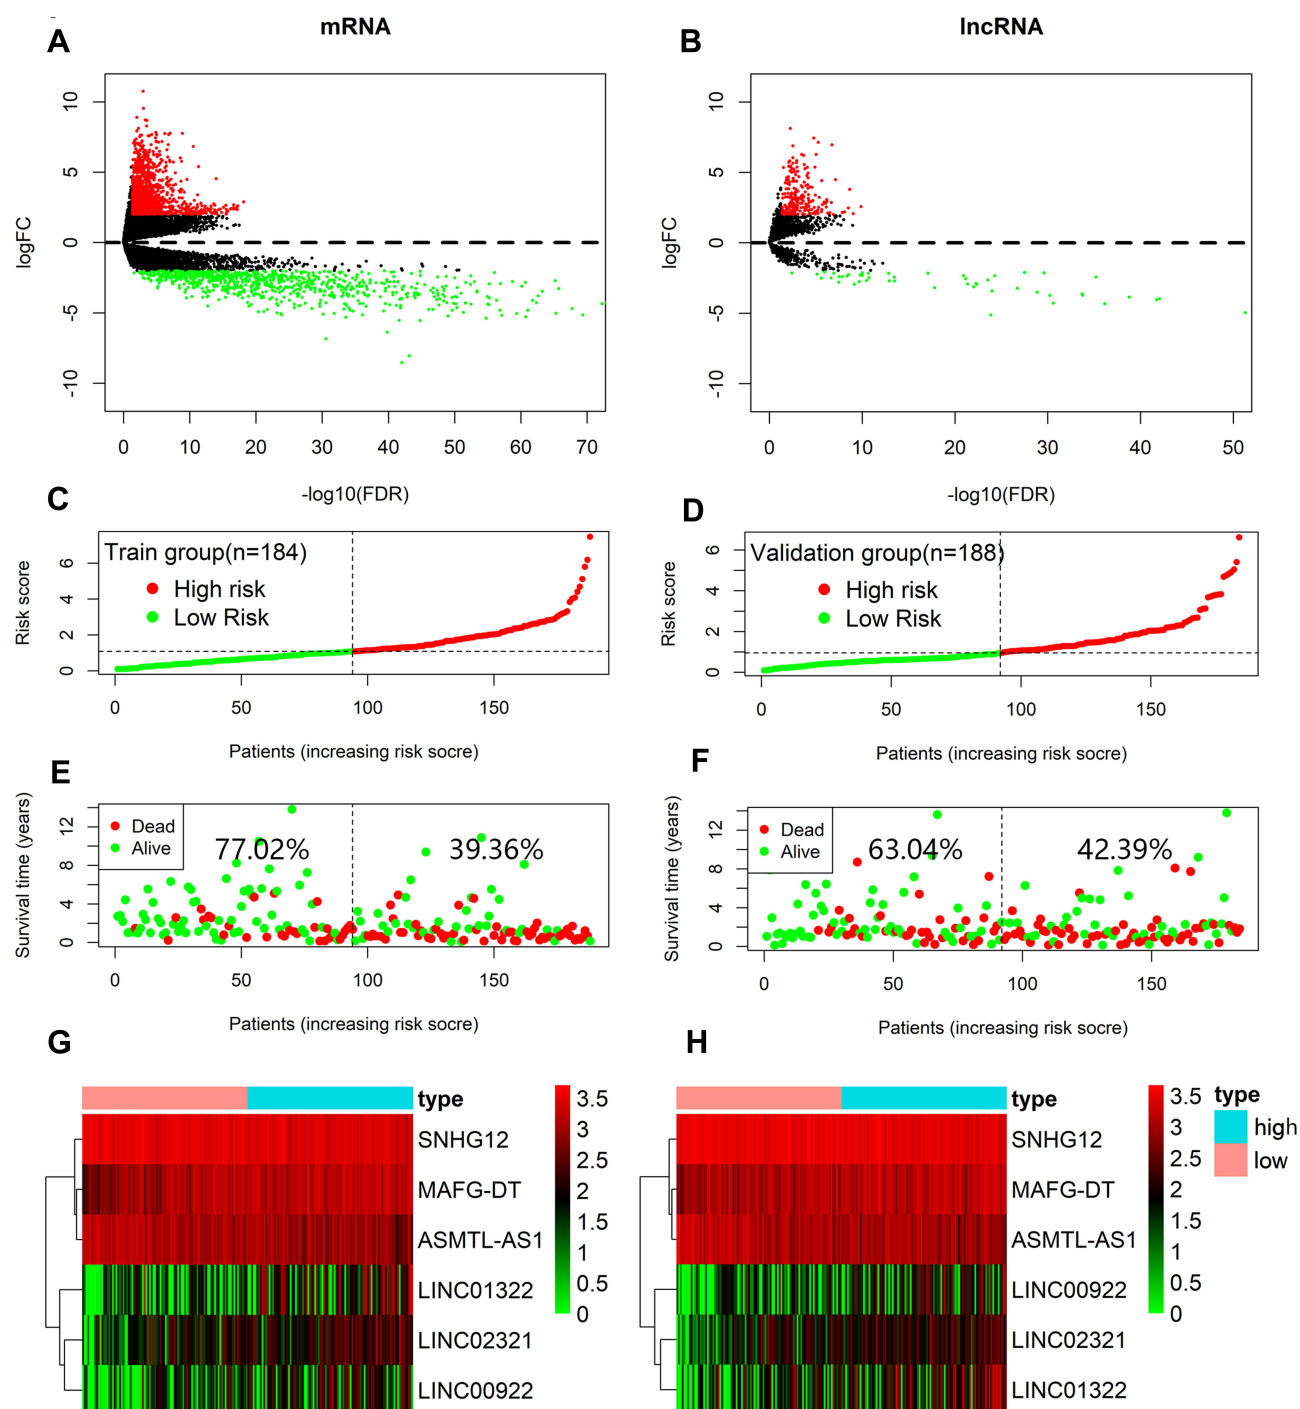 A
mRNA
10
5
0
-5
-10
logFC
0 10 20 30 40 50 60 70
-log10(FDR)
B
lncRNA
10
5
0
-5
-10
logFC
0 10 20 30 40 50
-log10(FDR)
C
Train group(n=184)
High risk
Low Risk
6
4
2
0
Risk score
0 50 100 150
Patients (increasing risk socre)
D
Validation group(n=188)
High risk
Low Risk
6
4
2
0
Risk score
0 50 100 150
Patients (increasing risk socre)
E
Dead
Alive
77.02%
39.36%
12
8
4
0
Survival time (years)
0 50 100 150
Patients (increasing risk socre)
F
Dead
Alive
63.04%
42.39%
12
8
4
0
Survival time (years)
0 50 100 150
Patients (increasing risk socre)
G
type
SNHG12
MAFG-DT
ASMTL-AS1
LINC01322
LINC02321
LINC00922
3.5
3
2.5
2
1.5
1
0.5
0
H
type
SNHG12
MAFG-DT
ASMTL-AS1
LINC00922
LINC02321
LINC01322
3.5
3
2.5
2
1.5
1
0.5
0
type
high
low